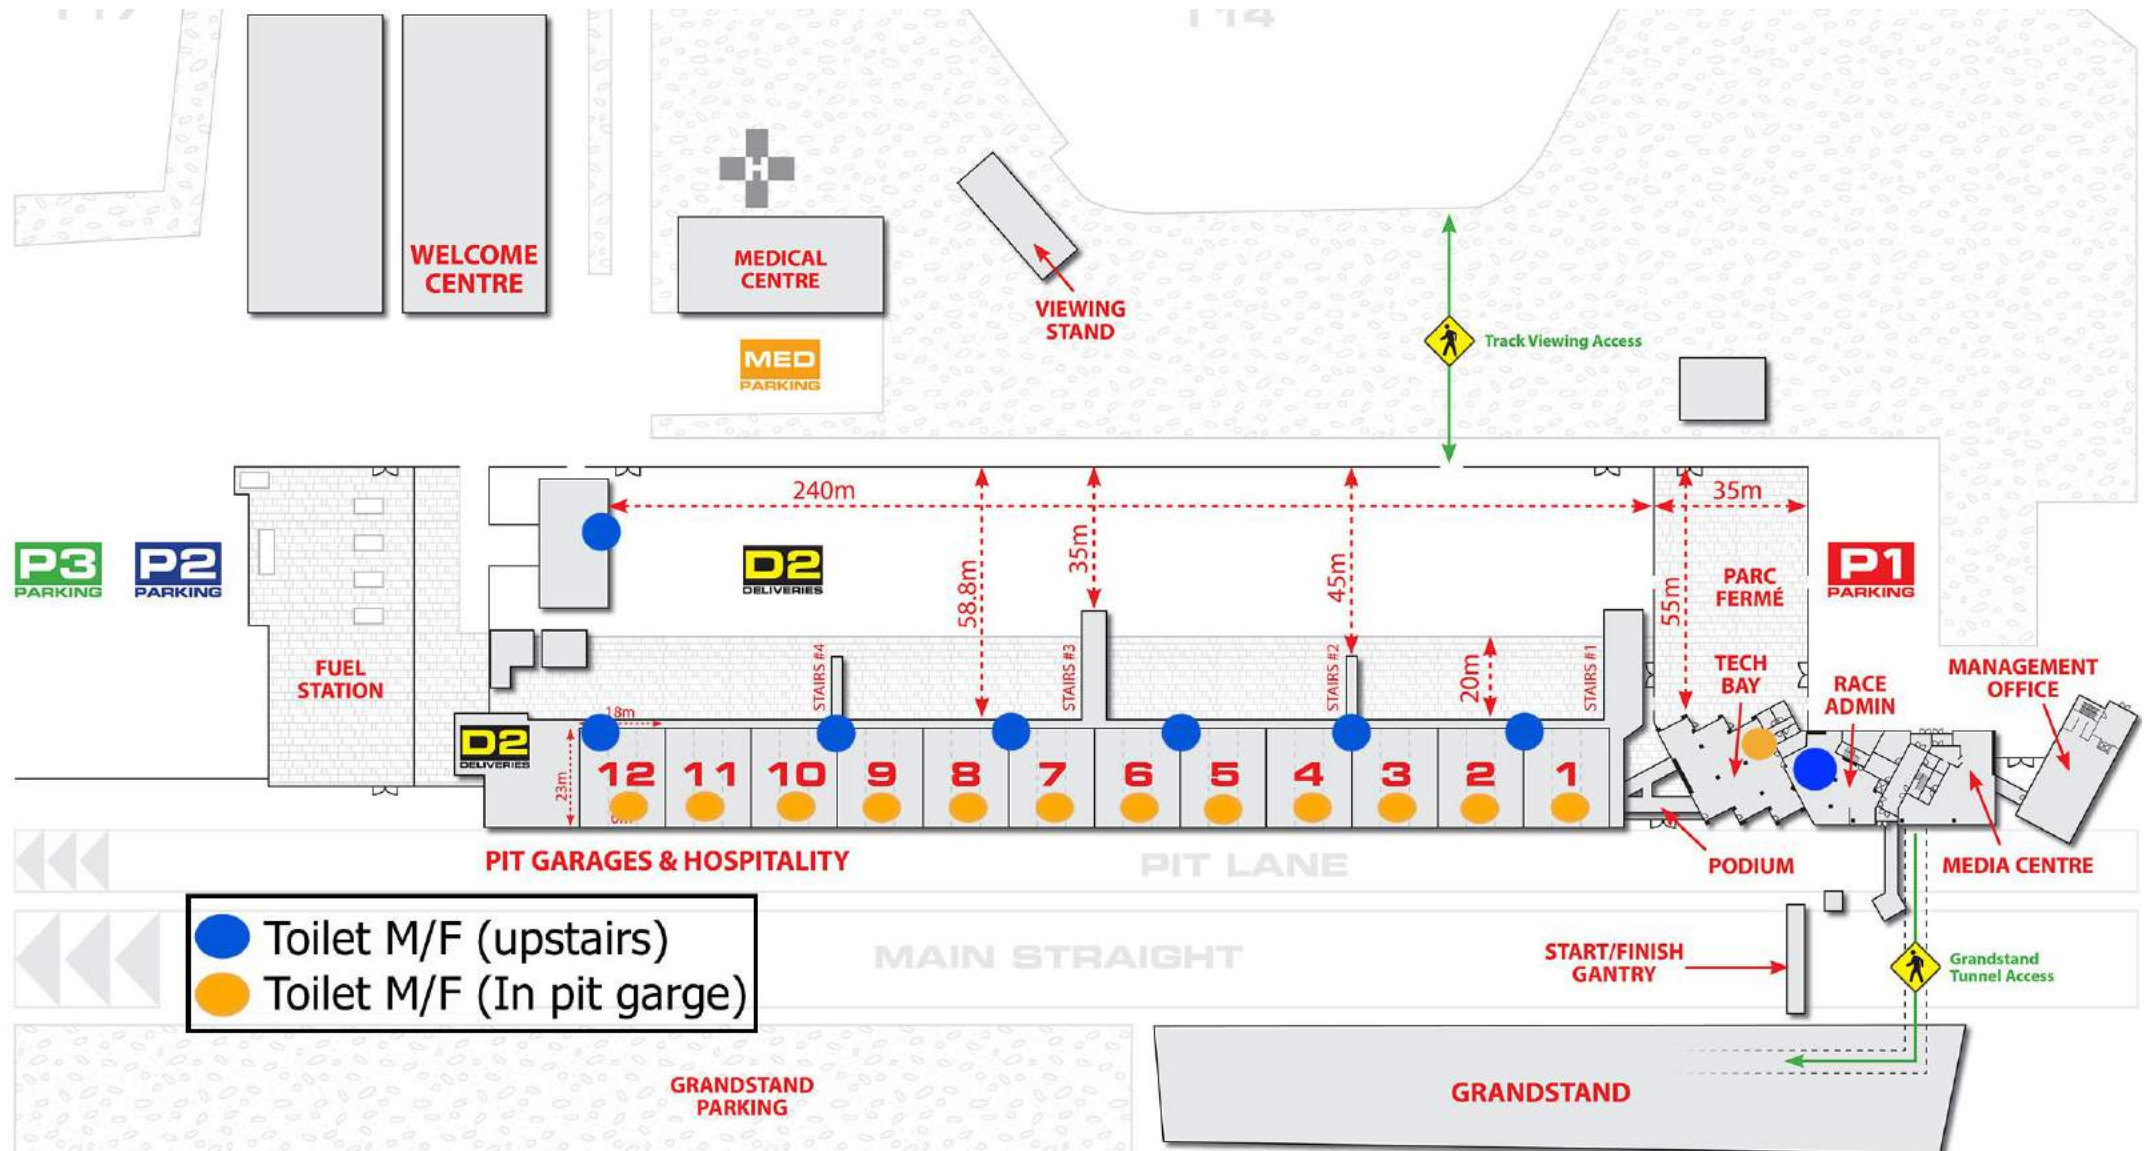 T14
H
WELCOME
CENTRE
MEDICAL
CENTRE
VIEWING
STAND
MED
PARKING
Track Viewing Access
240m
35m
P3
PARKING
P2
PARKING
D2
DELIVERIES
58.8m
35m
45m
55m
PARC
FERMÉ
P1
PARKING
FUEL
STATION
STAIRS #4
STAIRS #3
STAIRS #2
20m
STAIRS #1
TECH
BAY
RACE
ADMIN
MANAGEMENT
OFFICE
18m
D2
DELIVERIES
23m
12 11 10 9 8 7 6 5 4 3 2 1
PIT GARAGES & HOSPITALITY
PIT LANE
PODIUM
MEDIA CENTRE
Toilet M/F (upstairs)
Toilet M/F (In pit garge)
MAIN STRAIGHT
START/FINISH
GANTRY
Grandstand
Tunnel Access
GRANDSTAND
PARKING
GRANDSTAND